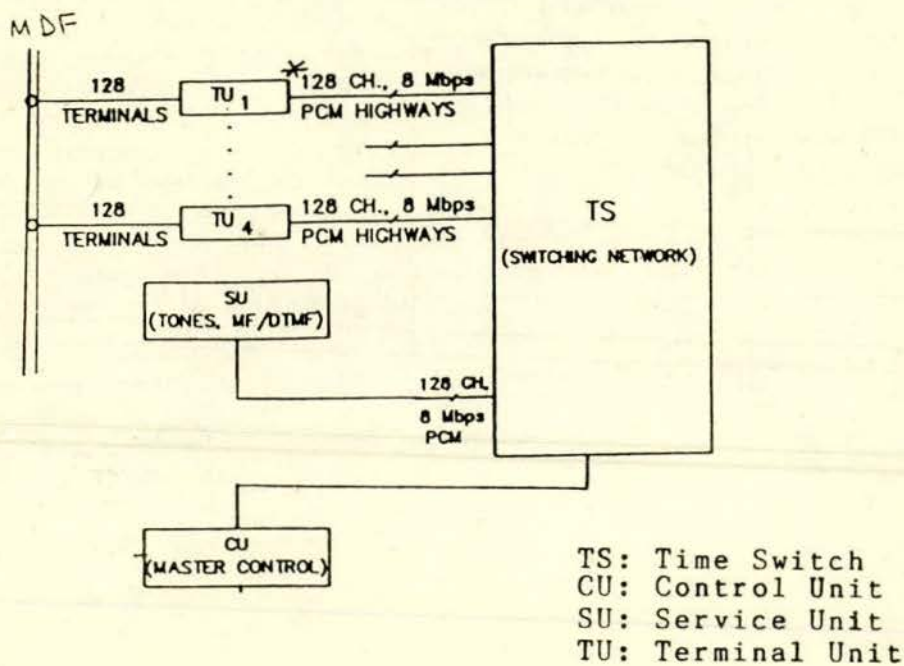 MDF
128
TERMINALS
TU 1
*
128 CH., 8 Mbps
PCM HIGHWAYS
128
TERMINALS
TU 4
128 CH., 8 Mbps
PCM HIGHWAYS
TS
(SWITCHING NETWORK)
SU
(TONES, MF/DTMF)
128 CH.
8 Mbps
PCM
CU
(MASTER CONTROL)
TS: Time Switch
CU: Control Unit
SU: Service Unit
TU: Terminal Unit